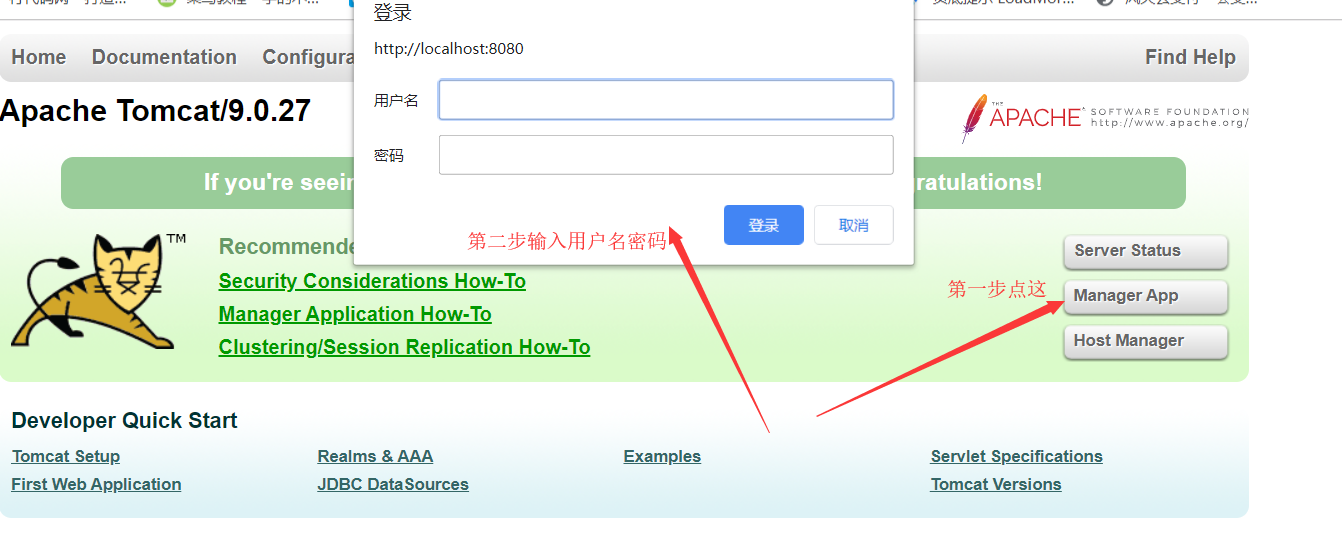 登录
http://localhost:8080
Home Documentation Configura Find Help
用户名
Apache Tomcat/9.0.27
THE APACHE SOFTWARE FOUNDATION
http://www.apache.org/
密码
If you're seein ratulations!
登录 取消
TM
Recommende
第二步输入用户名密码
Server Status
Security Considerations How-To
第一步点这
Manager App
Manager Application How-To
Host Manager
Clustering/Session Replication How-To
Developer Quick Start
Tomcat Setup Realms & AAA Examples Servlet Specifications
First Web Application JDBC DataSources Tomcat Versions